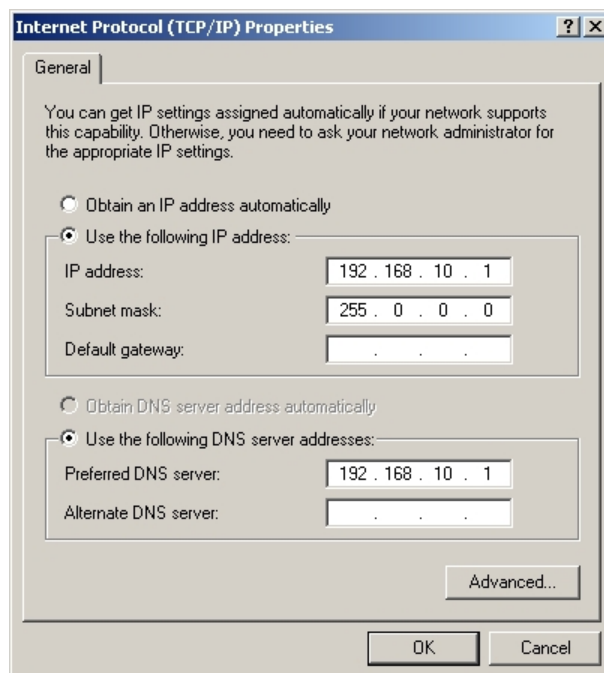 Internet Protocol (TCP/IP) Properties
General
You can get IP settings assigned automatically if your network supports
this capability. Otherwise, you need to ask your network administrator for
the appropriate IP settings.
Obtain an IP address automatically
Use the following IP address:
IP address: 192 . 168 . 10 . 1
Subnet mask: 255 . 0 . 0 . 0
Default gateway: . . .
Obtain DNS server address automatically
Use the following DNS server addresses:
Preferred DNS server: 192 . 168 . 10 . 1
Alternate DNS server: . . .
Advanced...
OK Cancel